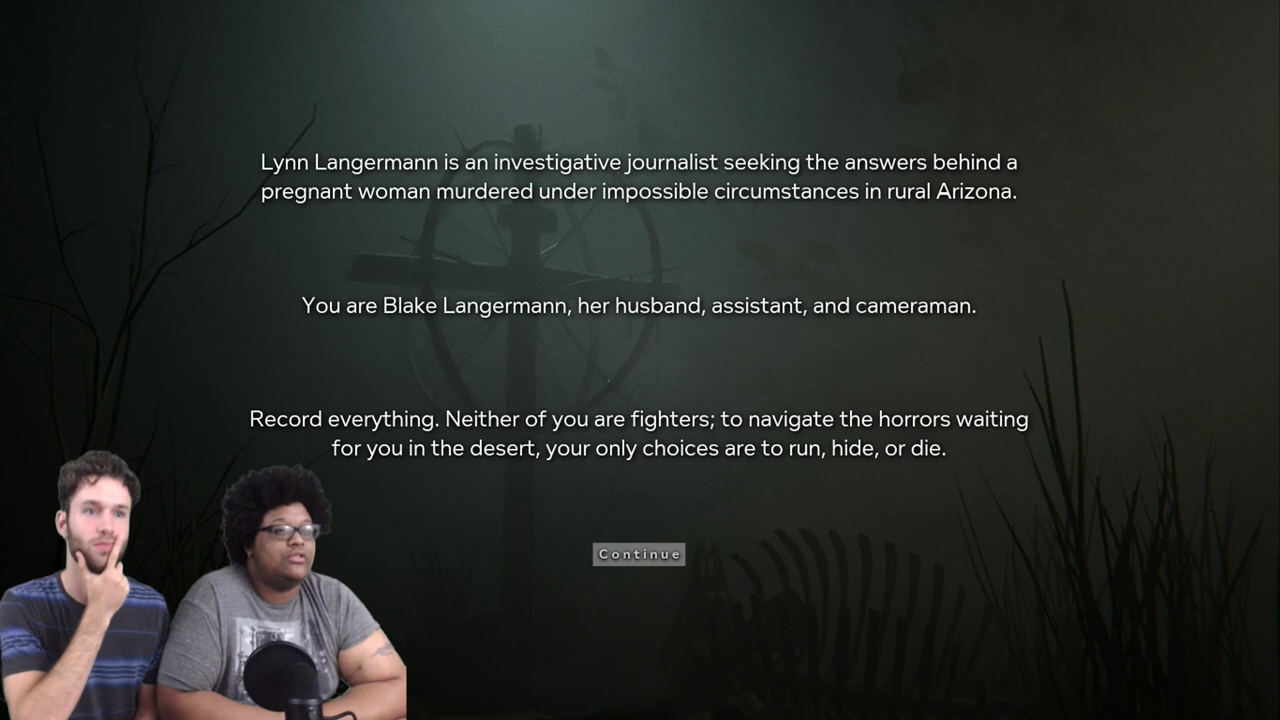 Lynn Langermann is an investigative journalist seeking the answers behind a
pregnant woman murdered under impossible circumstances in rural Arizona.
You are Blake Langermann, her husband, assistant, and cameraman.
Record everything. Neither of you are fighters; to navigate the horrors waiting
for you in the desert, your only choices are to run, hide, or die.
Continue